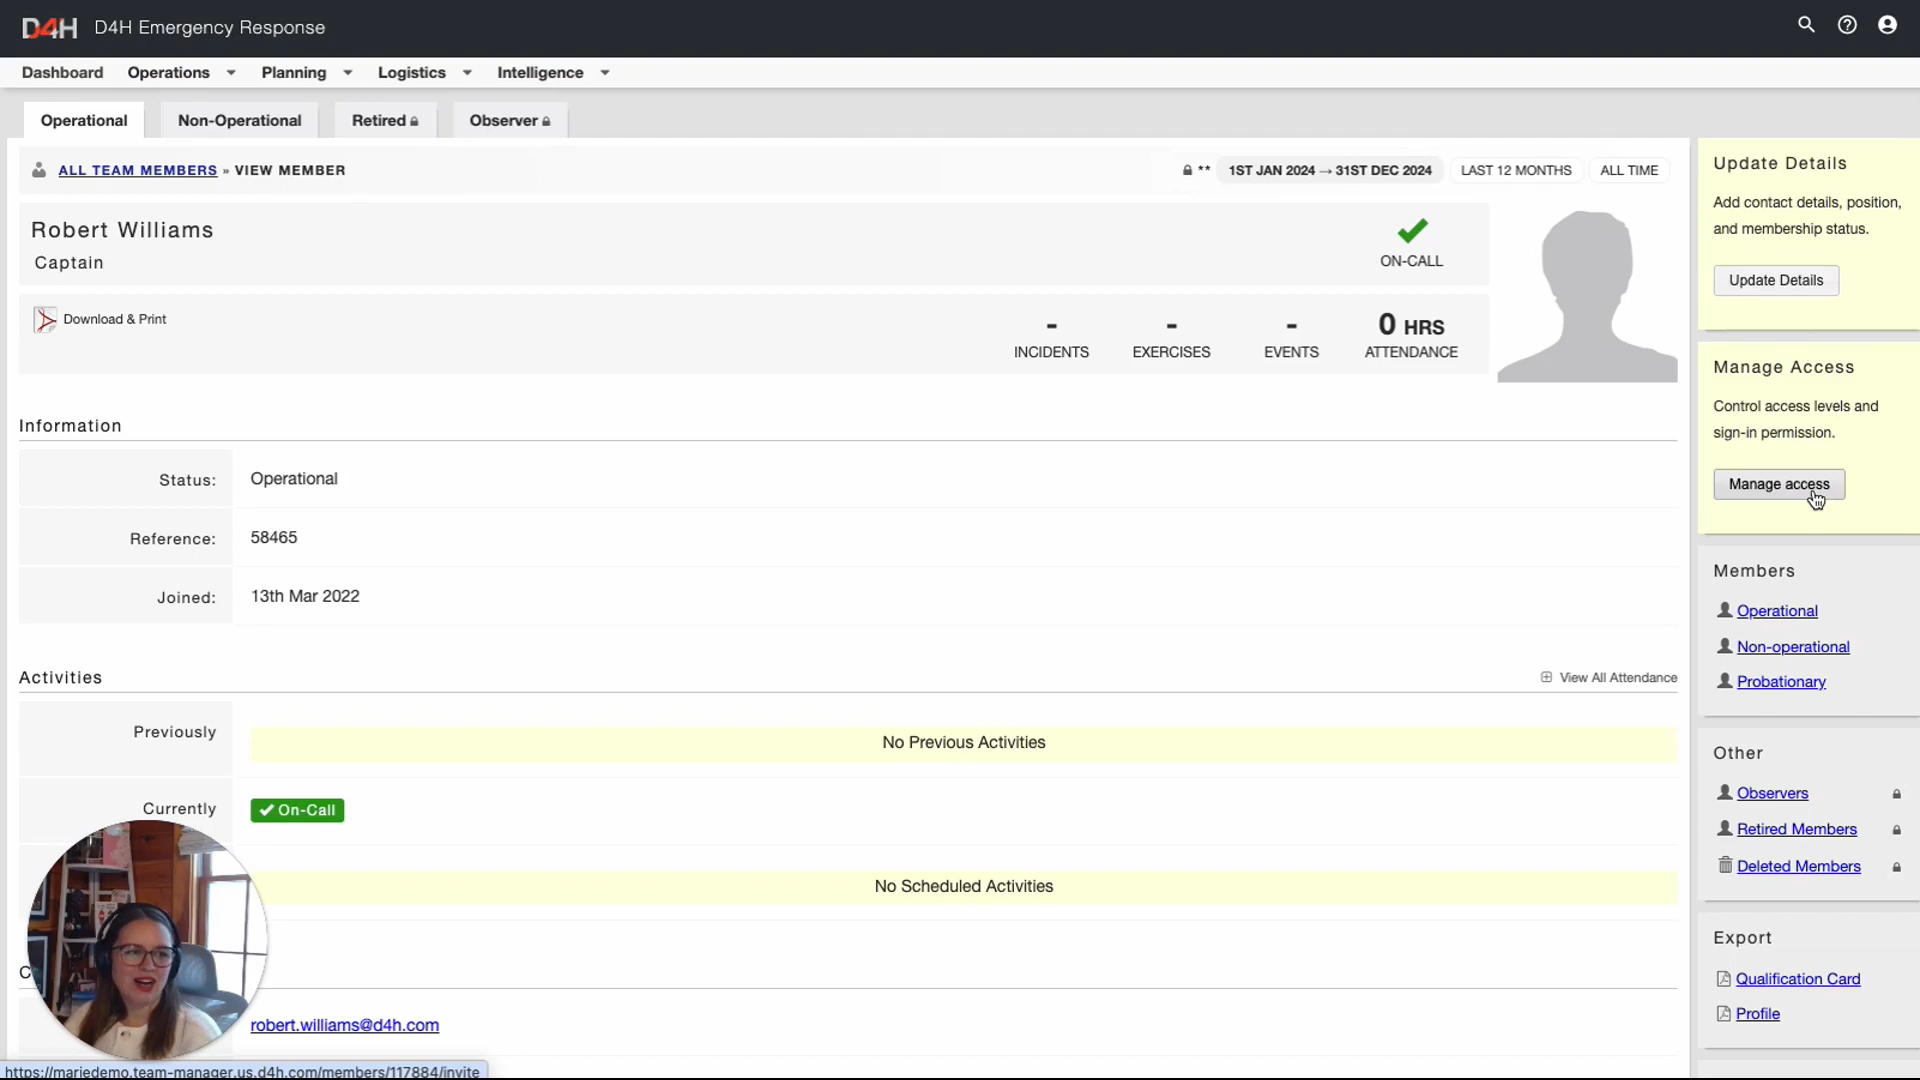 D4H D4H Emergency Response
Dashboard Operations Planning Logistics Intelligence
Operational Non-Operational Retired Observer
ALL TEAM MEMBERS » VIEW MEMBER ** 1ST JAN 2024 → 31ST DEC 2024 LAST 12 MONTHS ALL TIME
Robert Williams
Captain
ON-CALL
Download & Print
- - - 0 HRS
INCIDENTS EXERCISES EVENTS ATTENDANCE
Information
Status: Operational
Reference: 58465
Joined: 13th Mar 2022
Activities View All Attendance
Previously No Previous Activities
Currently On-Call
No Scheduled Activities
C
robert.williams@d4h.com
https://mariedemo.team-manager.us.d4h.com/members/117884/invite
Update Details
Add contact details, position,
and membership status.
Update Details
Manage Access
Control access levels and
sign-in permission.
Manage access
Members
Operational
Non-operational
Probationary
Other
Observers
Retired Members
Deleted Members
Export
Qualification Card
Profile